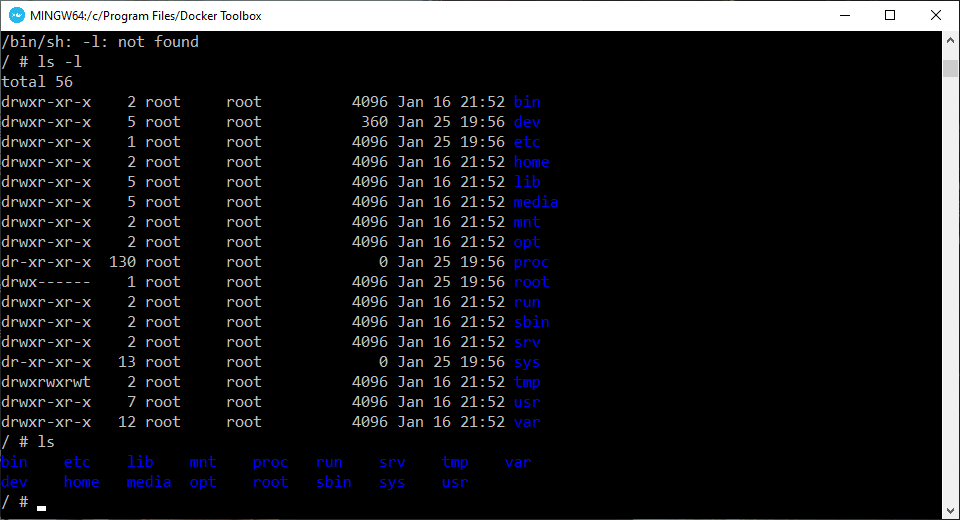 MINGW64:/c/Program Files/Docker Toolbox
/bin/sh: -l: not found
/ # ls -l
total 56
drwxr-xr-x    2 root     root          4096 Jan 16 21:52 bin
drwxr-xr-x    5 root     root           360 Jan 25 19:56 dev
drwxr-xr-x    1 root     root          4096 Jan 25 19:56 etc
drwxr-xr-x    2 root     root          4096 Jan 16 21:52 home
drwxr-xr-x    5 root     root          4096 Jan 16 21:52 lib
drwxr-xr-x    5 root     root          4096 Jan 16 21:52 media
drwxr-xr-x    2 root     root          4096 Jan 16 21:52 mnt
drwxr-xr-x    2 root     root          4096 Jan 16 21:52 opt
dr-xr-xr-x  130 root     root             0 Jan 25 19:56 proc
drwx------    1 root     root          4096 Jan 25 19:56 root
drwxr-xr-x    2 root     root          4096 Jan 16 21:52 run
drwxr-xr-x    2 root     root          4096 Jan 16 21:52 sbin
drwxr-xr-x    2 root     root          4096 Jan 16 21:52 srv
dr-xr-xr-x   13 root     root             0 Jan 25 19:56 sys
drwxrwxrwt    2 root     root          4096 Jan 16 21:52 tmp
drwxr-xr-x    7 root     root          4096 Jan 16 21:52 usr
drwxr-xr-x   12 root     root          4096 Jan 16 21:52 var
/ # ls
bin    etc    lib    mnt    proc   run    srv    tmp    var
dev    home   media  opt    root   sbin   sys    usr
/ #